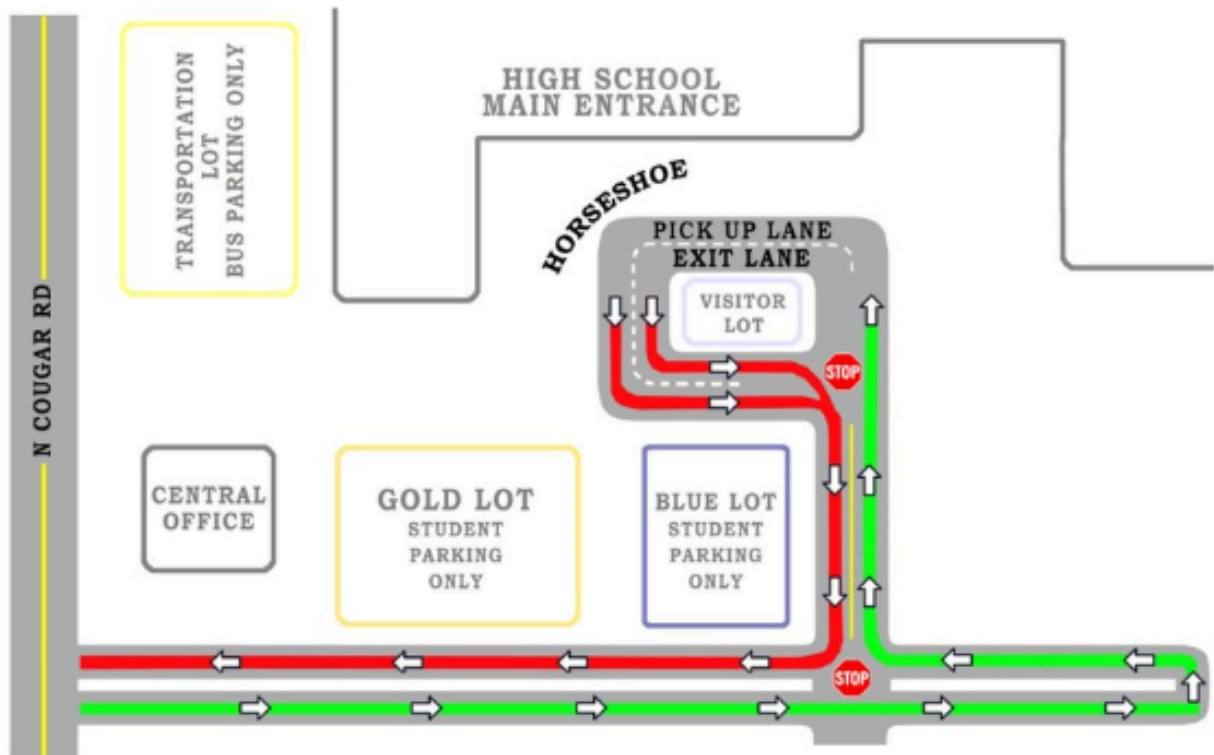 TRANSPORTATION
LOT
BUS PARKING ONLY
HIGH SCHOOL
MAIN ENTRANCE
HORSESHOE
PICK UP LANE
EXIT LANE
VISITOR
LOT
STOP
N COUGAR RD
CENTRAL
OFFICE
GOLD LOT
STUDENT
PARKING
ONLY
BLUE LOT
STUDENT
PARKING
ONLY
STOP